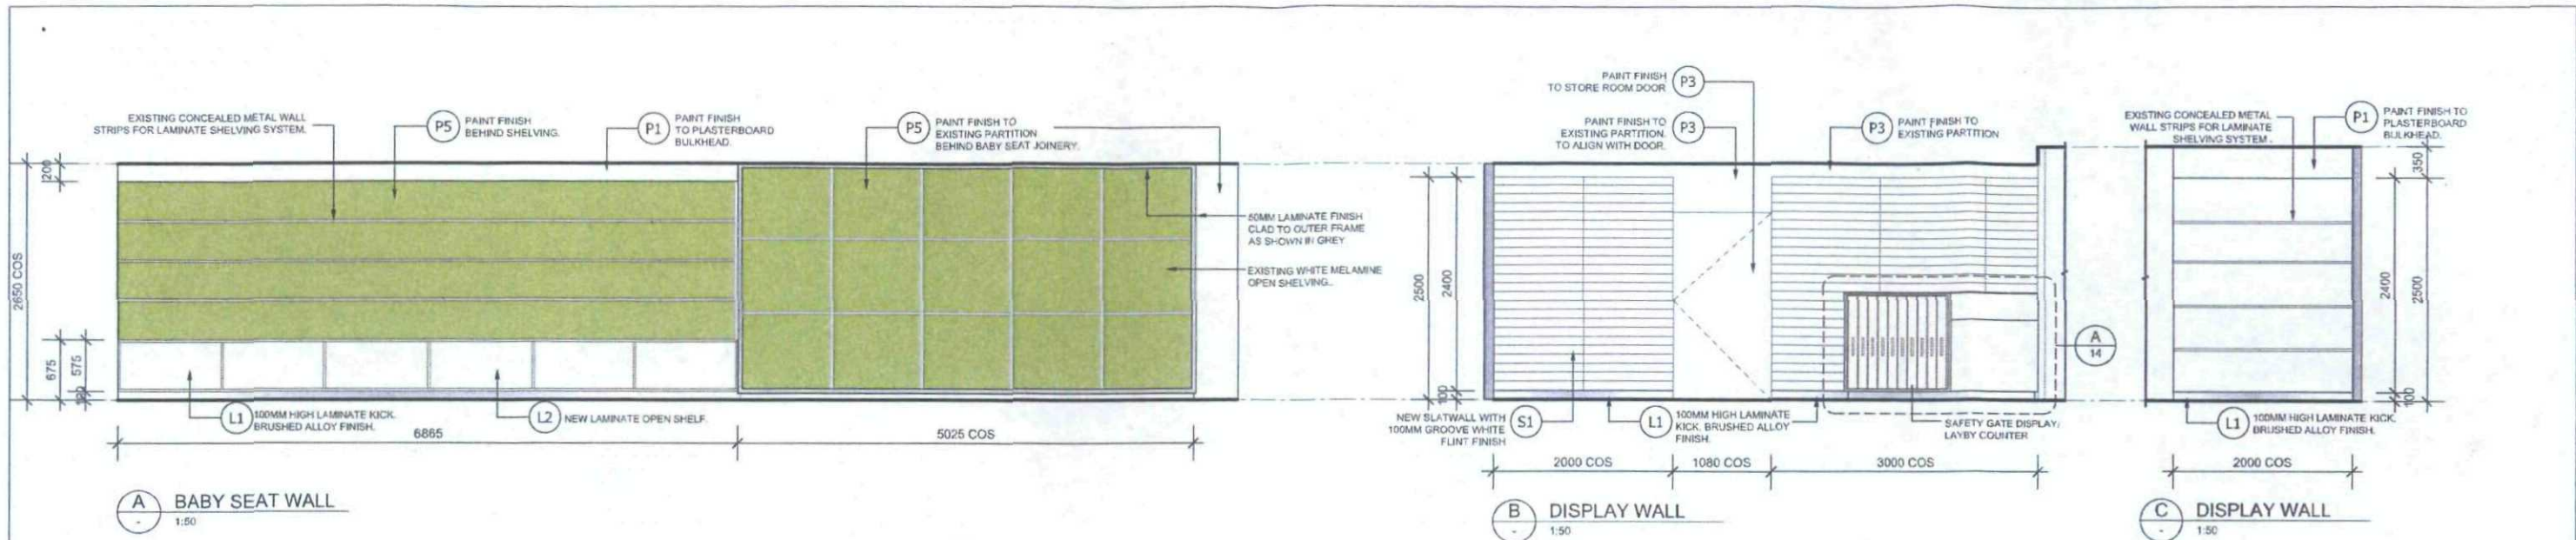 EXISTING CONCEALED METAL WALL
STRIPS FOR LAMINATE SHELVING SYSTEM.
P5
PAINT FINISH
BEHIND SHELVING.
P1
PAINT FINISH
TO PLASTERBOARD
BULKHEAD.
P5
PAINT FINISH TO
EXISTING PARTITION
BEHIND BABY SEAT JOINERY.
200
2650 COS
675
575
100
50MM LAMINATE FINISH
CLAD TO OUTER FRAME
AS SHOWN IN GREY
EXISTING WHITE MELAMINE
OPEN SHELVING..
L1
100MM HIGH LAMINATE KICK.
BRUSHED ALLOY FINISH.
L2
NEW LAMINATE OPEN SHELF.
6865
5025 COS
A
-
BABY SEAT WALL
1:50
PAINT FINISH
TO STORE ROOM DOOR
P3
PAINT FINISH TO
EXISTING PARTITION.
TO ALIGN WITH DOOR.
P3
P3
PAINT FINISH TO
EXISTING PARTITION
2500
2400
100
A
14
NEW SLATWALL WITH
100MM GROOVE WHITE
FLINT FINISH
S1
L1
100MM HIGH LAMINATE
KICK. BRUSHED ALLOY
FINISH.
SAFETY GATE DISPLAY/
LAYBY COUNTER
2000 COS
1080 COS
3000 COS
B
-
DISPLAY WALL
1:50
EXISTING CONCEALED METAL
WALL STRIPS FOR LAMINATE
SHELVING SYSTEM .
P1
PAINT FINISH TO
PLASTERBOARD
BULKHEAD.
350
2400
2500
100
L1
100MM HIGH LAMINATE KICK.
BRUSHED ALLOY FINISH.
2000 COS
C
-
DISPLAY WALL
1:50